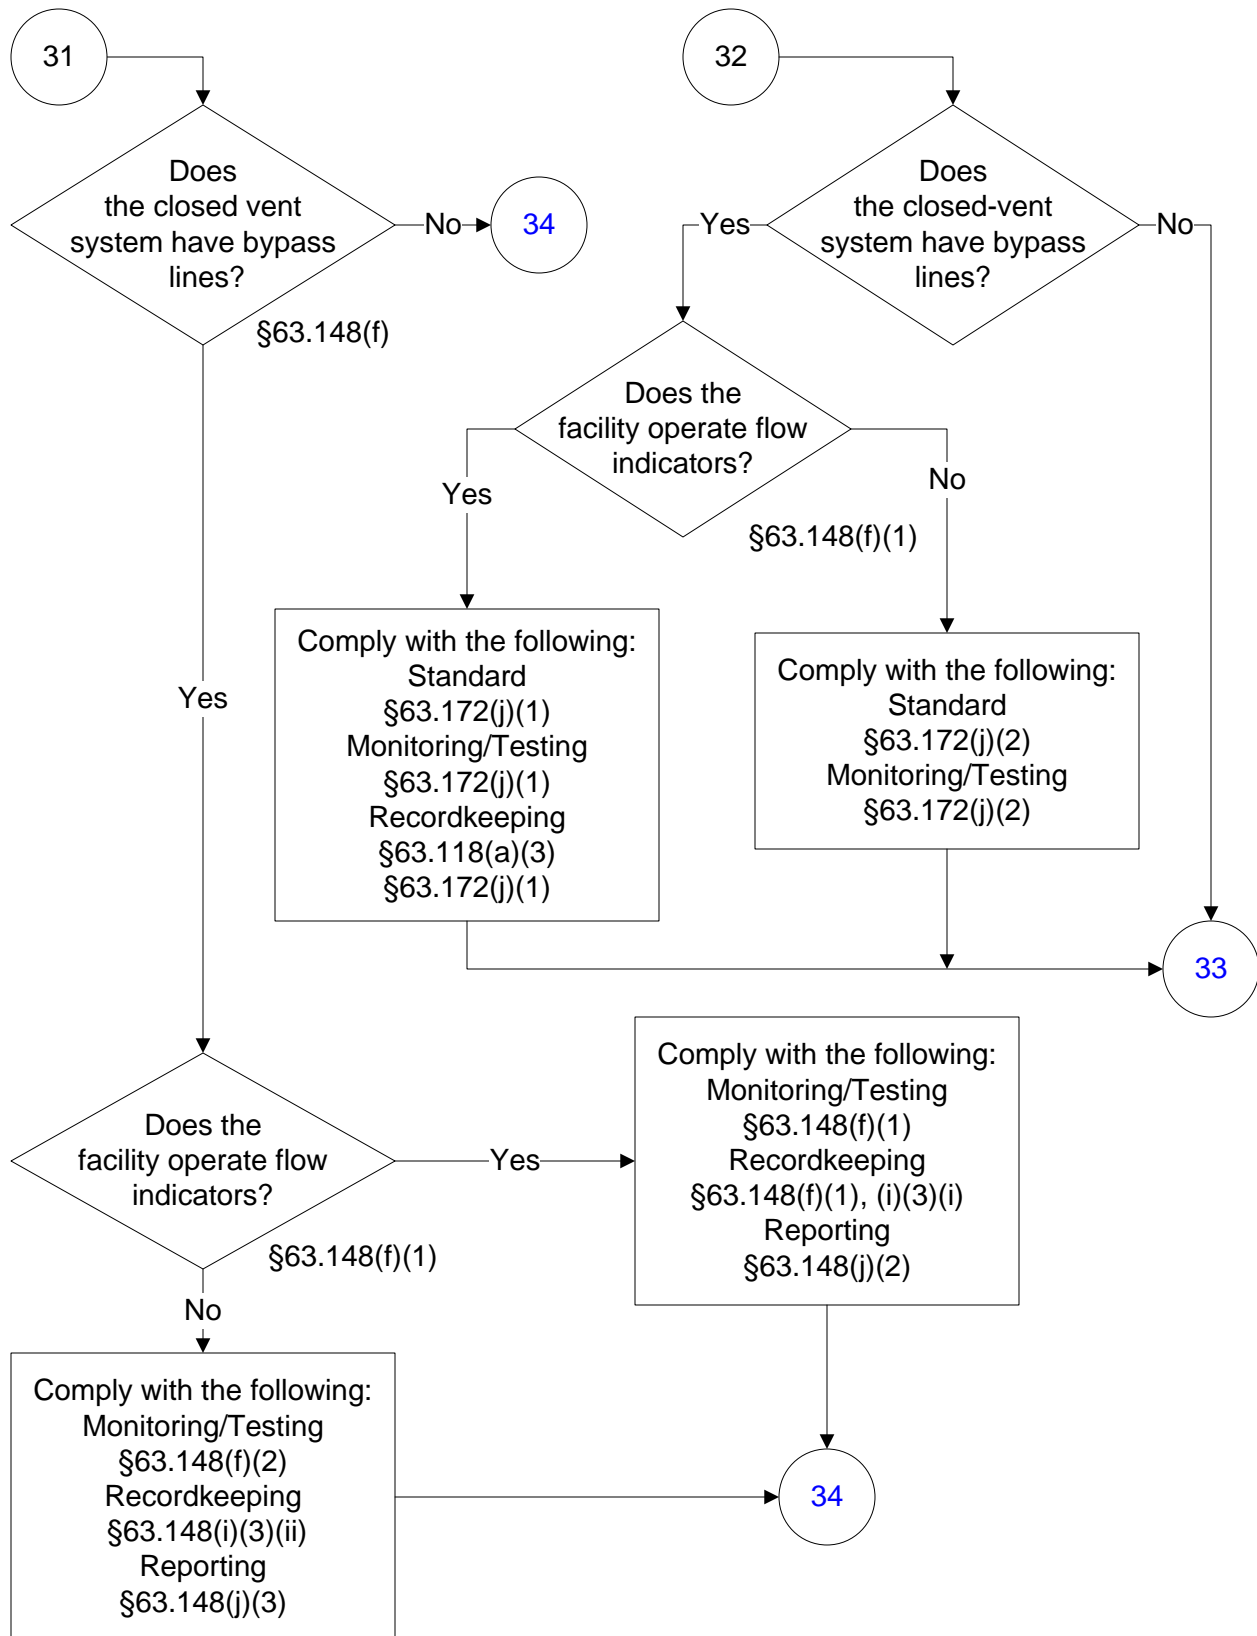 31
32
Does
the closed vent
system have bypass
lines?
No
34
§63.148(f)
Does
the closed-vent
system have bypass
lines?
Yes
No
Does the
facility operate flow
indicators?
§63.148(f)(1)
Yes
No
Comply with the following:
Standard
§63.172(j)(1)
Monitoring/Testing
§63.172(j)(1)
Recordkeeping
§63.118(a)(3)
§63.172(j)(1)
Comply with the following:
Standard
§63.172(j)(2)
Monitoring/Testing
§63.172(j)(2)
33
Yes
Does the
facility operate flow
indicators?
§63.148(f)(1)
Yes
Comply with the following:
Monitoring/Testing
§63.148(f)(1)
Recordkeeping
§63.148(f)(1), (i)(3)(i)
Reporting
§63.148(j)(2)
No
Comply with the following:
Monitoring/Testing
§63.148(f)(2)
Recordkeeping
§63.148(i)(3)(ii)
Reporting
§63.148(j)(3)
34